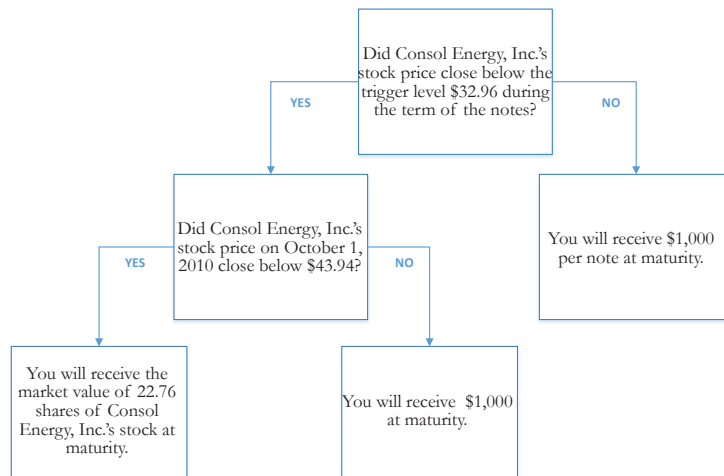 Did Consol Energy, Inc.'s
stock price close below the
trigger level $32.96 during
the term of the notes?
YES
NO
Did Consol Energy, Inc.'s
stock price on October 1,
2010 close below $43.94?
You will receive $1,000
per note at maturity.
YES
NO
You will receive the
market value of 22.76
shares of Consol
Energy, Inc.'s stock at
maturity.
You will receive $1,000
at maturity.